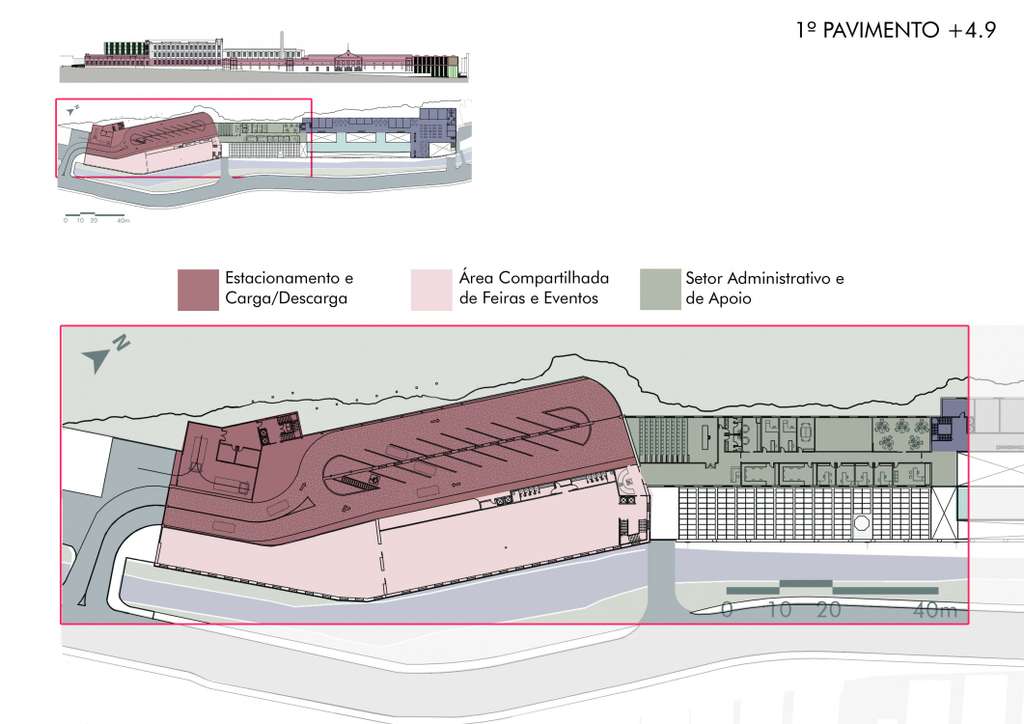 1º PAVIMENTO +4.9
N
0 10 20 40m
Estacionamento e
Carga/Descarga
Área Compartilhada
de Feiras e Eventos
Setor Administrativo e
de Apoio
N
0 10 20 40m